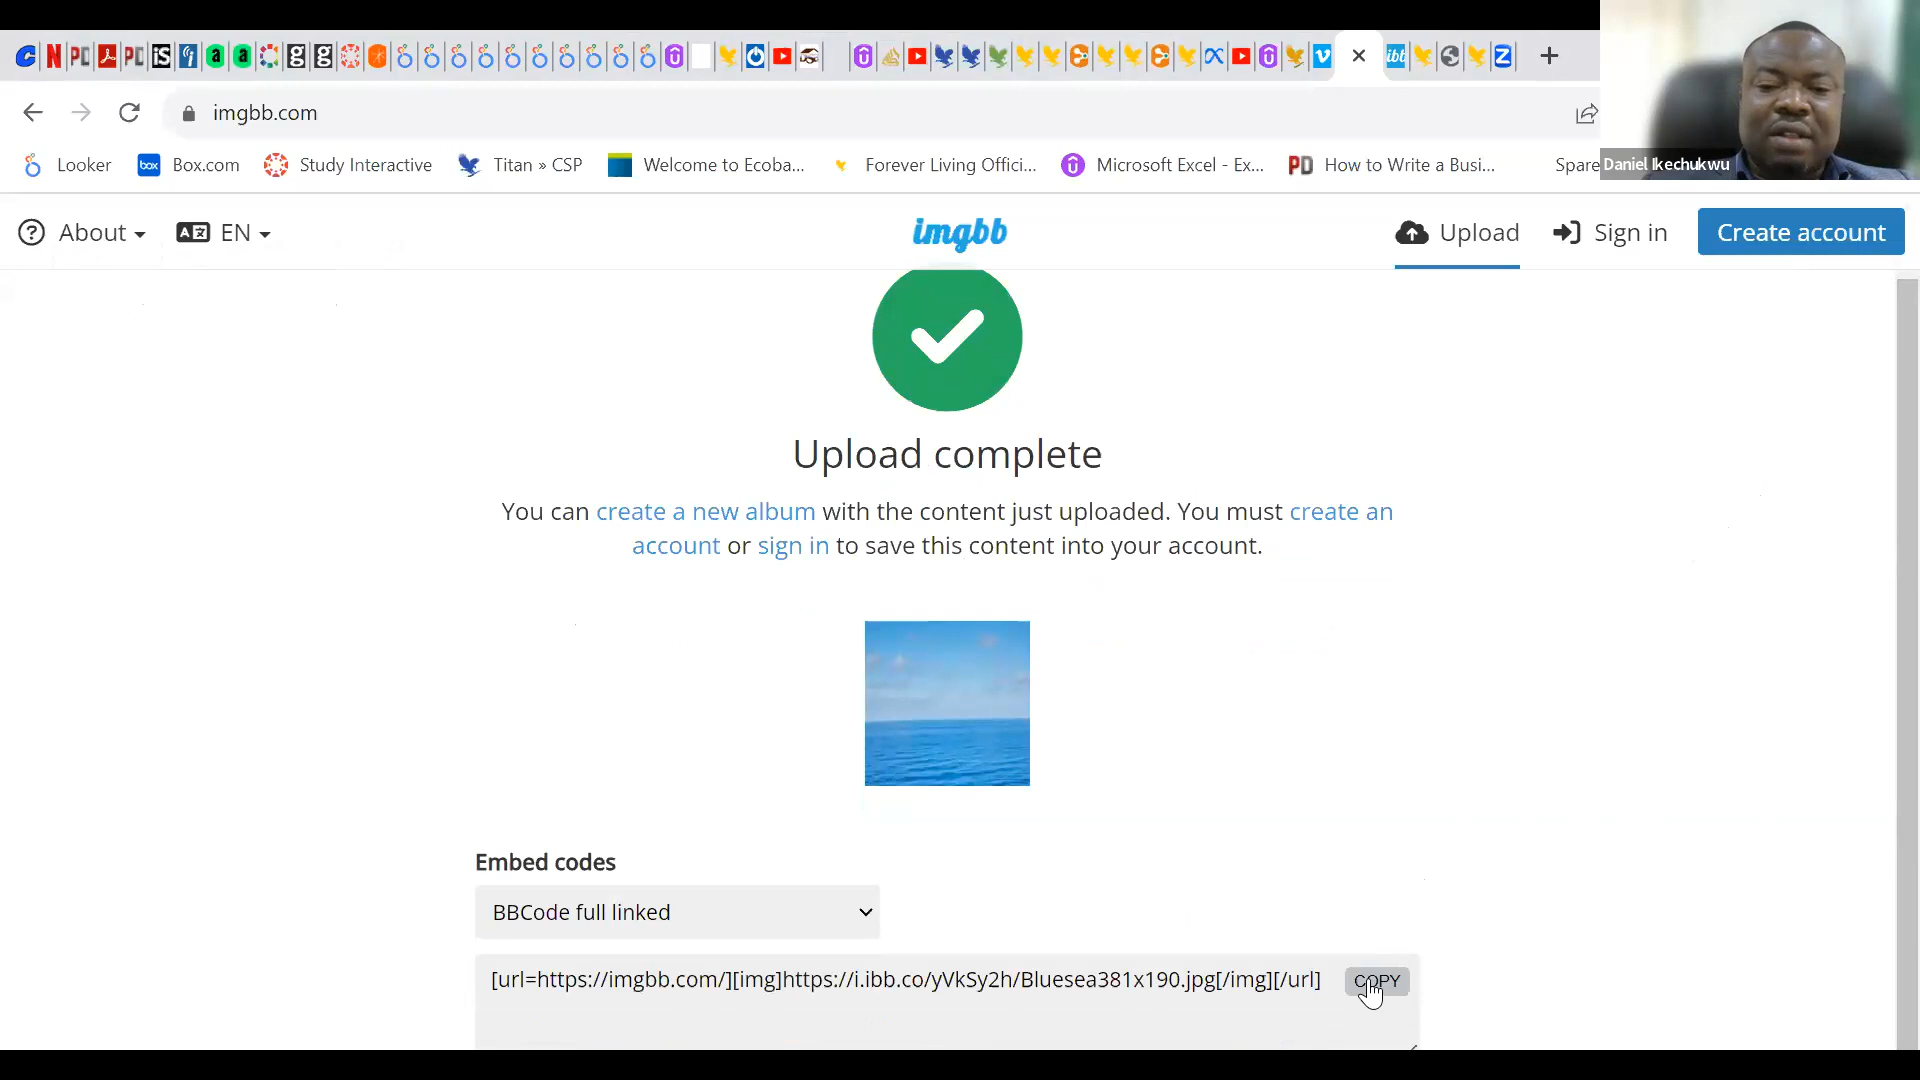 imgbb.com
Looker
Box.com
Study Interactive
Titan » CSP
Welcome to Ecoba...
Forever Living Offici...
Microsoft Excel - Ex...
How to Write a Busi...
Spare
Daniel Ikechukwu
About
EN
imgbb
Upload
Sign in
Create account
Upload complete
You can create a new album with the content just uploaded. You must create an
account or sign in to save this content into your account.
Embed codes
BBCode full linked
[url=https://imgbb.com/][img]https://i.ibb.co/yVkSy2h/Bluesea381x190.jpg[/img][/url]
COPY